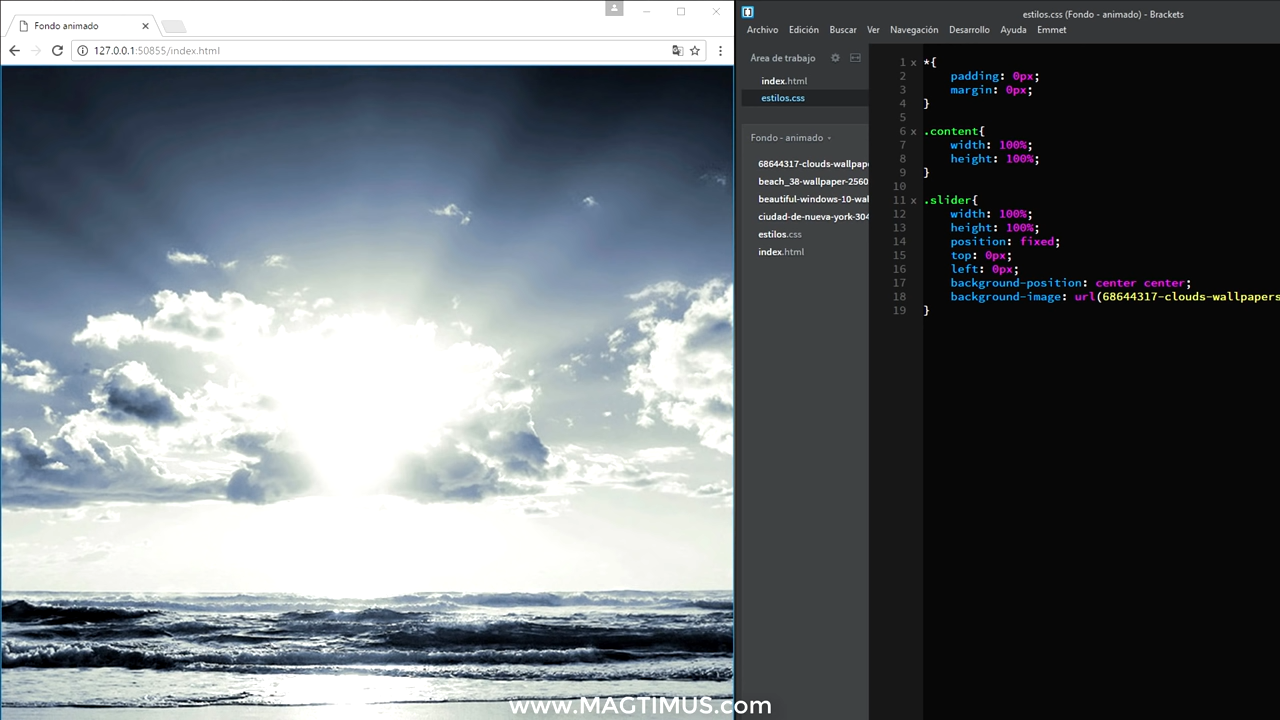 Fondo animado
127.0.0.1:50855/index.html
estilos.css (Fondo - animado) - Brackets
Archivo Edición Buscar Ver Navegación Desarrollo Ayuda Emmet
Área de trabajo
index.html
estilos.css
Fondo - animado
68644317-clouds-wallpape
beach_38-wallpaper-2560
beautiful-windows-10-wal
ciudad-de-nueva-york-304
estilos.css
index.html
1 x *{
2 padding: 0px;
3 margin: 0px;
4 }
5
6 x .content{
7 width: 100%;
8 height: 100%;
9 }
10
11 x .slider{
12 width: 100%;
13 height: 100%;
14 position: fixed;
15 top: 0px;
16 left: 0px;
17 background-position: center center;
18 background-image: url(68644317-clouds-wallpapers
19 }
www.MAGTIMUS.com